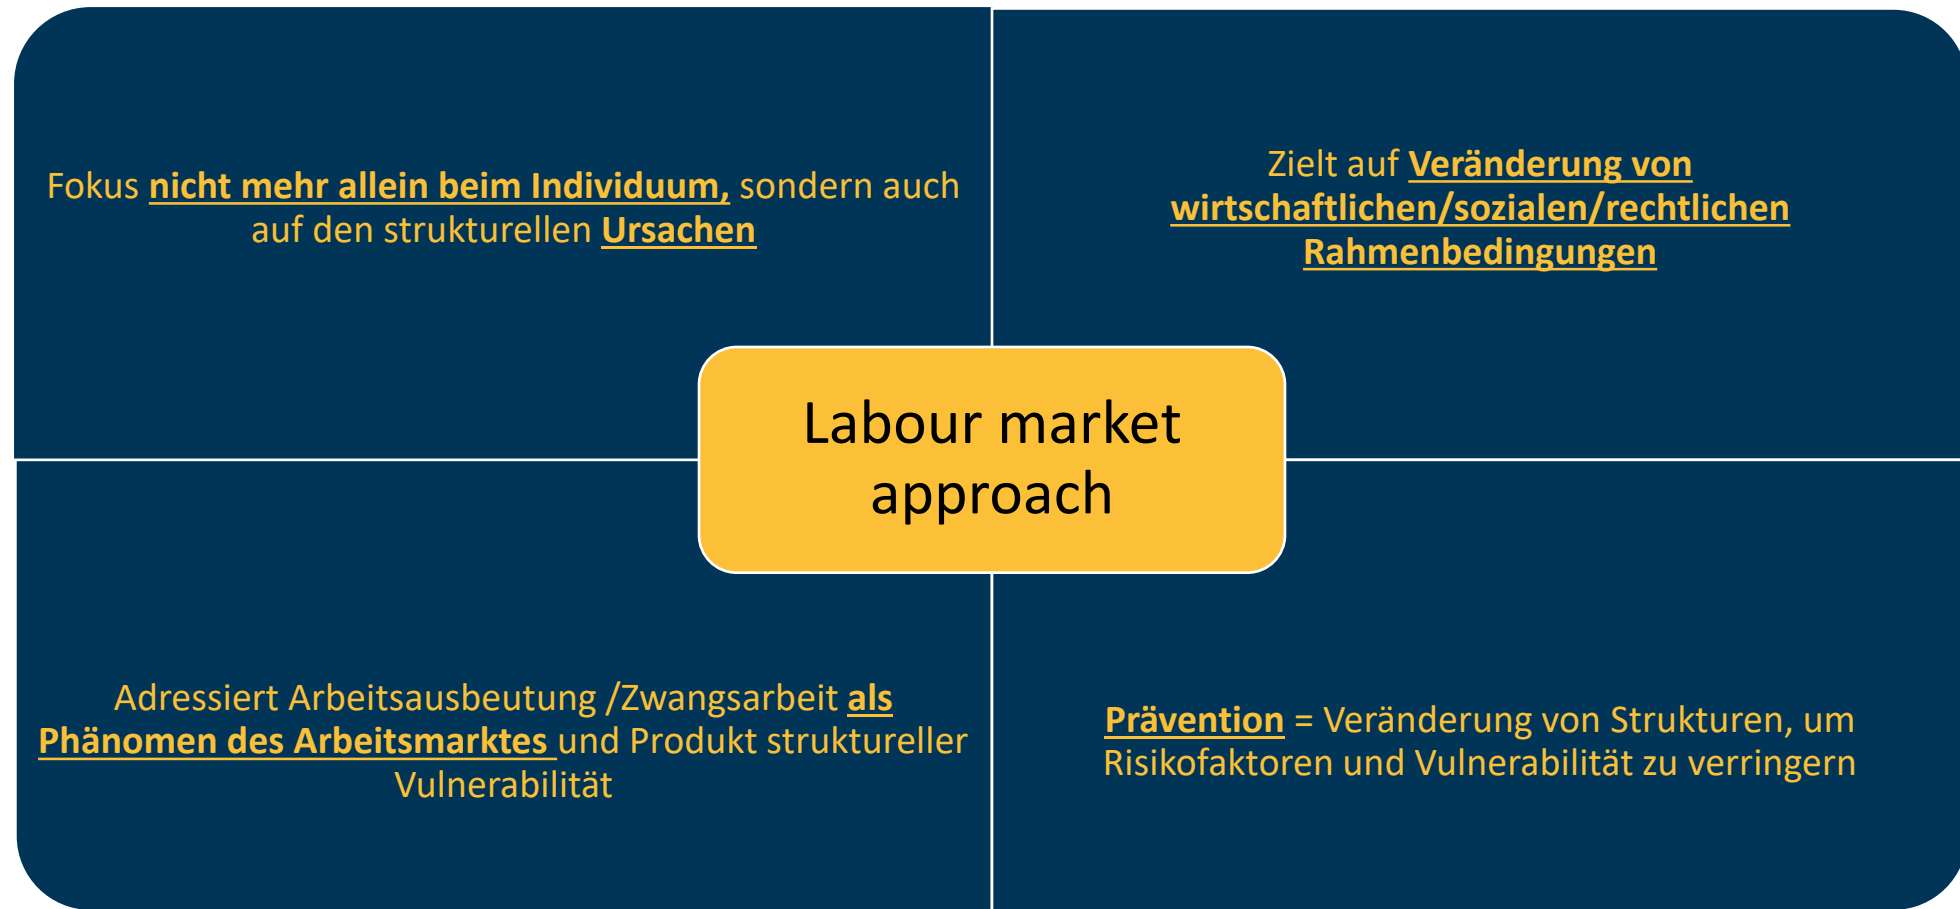 Fokus nicht mehr allein beim Individuum, sondern auch
auf den strukturellen Ursachen
Zielt auf Veränderung von
wirtschaftlichen/sozialen/rechtlichen
Rahmenbedingungen
Labour market
approach
Adressiert Arbeitsausbeutung /Zwangsarbeit als
Phänomen des Arbeitsmarktes und Produkt struktureller
Vulnerabilität
Prävention = Veränderung von Strukturen, um
Risikofaktoren und Vulnerabilität zu verringern